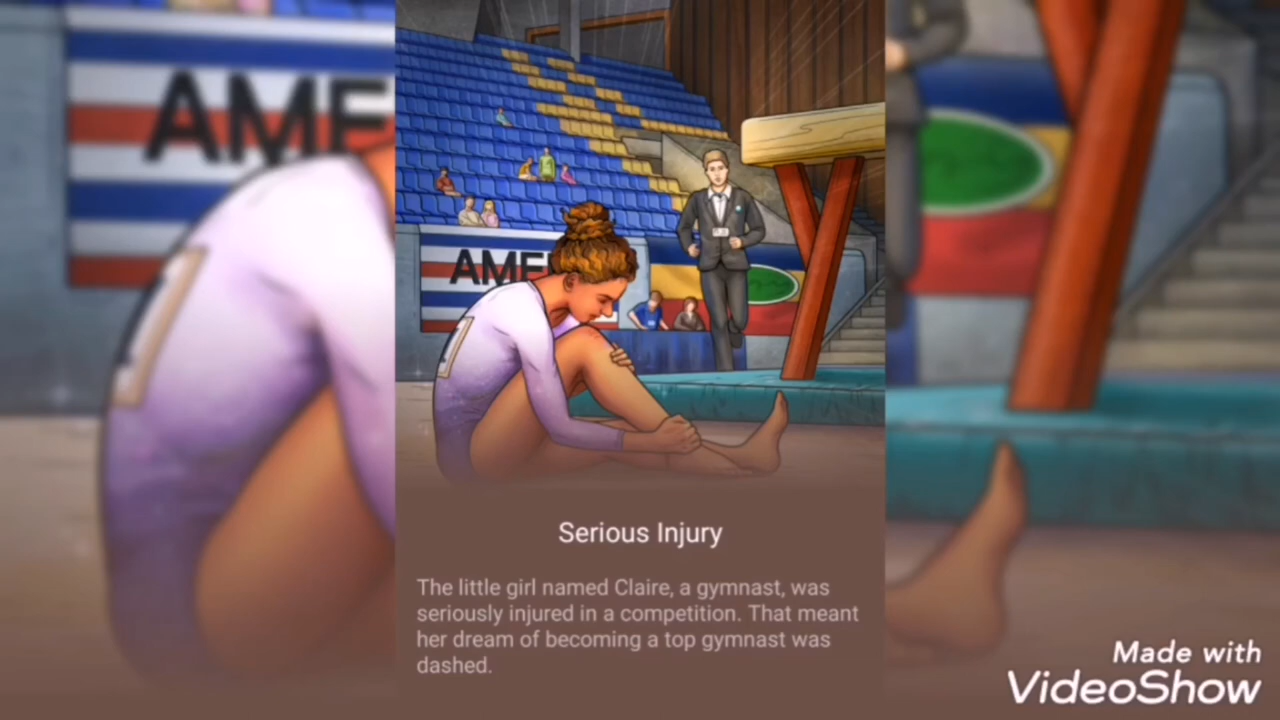 AME
AME
Serious Injury
The little girl named Claire, a gymnast, was
seriously injured in a competition. That meant
her dream of becoming a top gymnast was
dashed.
Made with
VideoShow